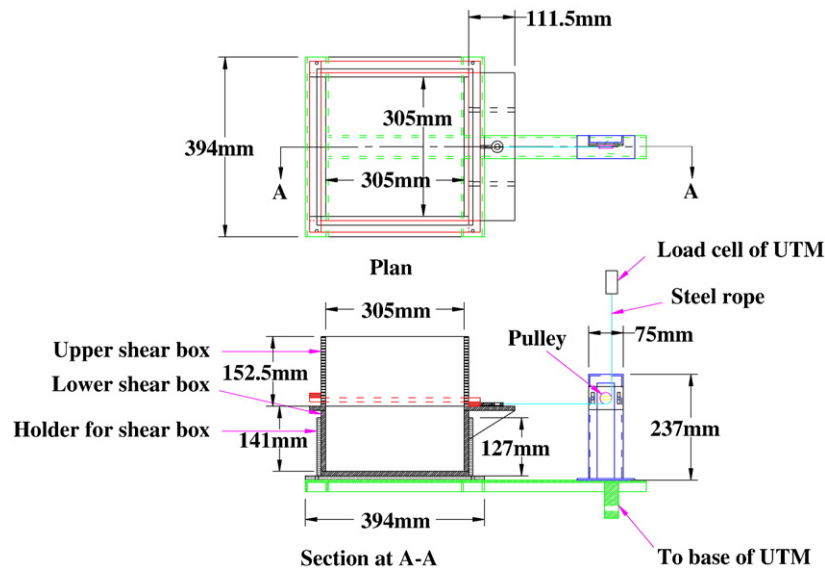 111.5mm
305mm
394mm
305mm
A
A
Plan
Load cell of UTM
Steel rope
305mm
75mm
Pulley
Upper shear box
152.5mm
Lower shear box
Holder for shear box
141mm
127mm
237mm
394mm
Section at A-A
To base of UTM